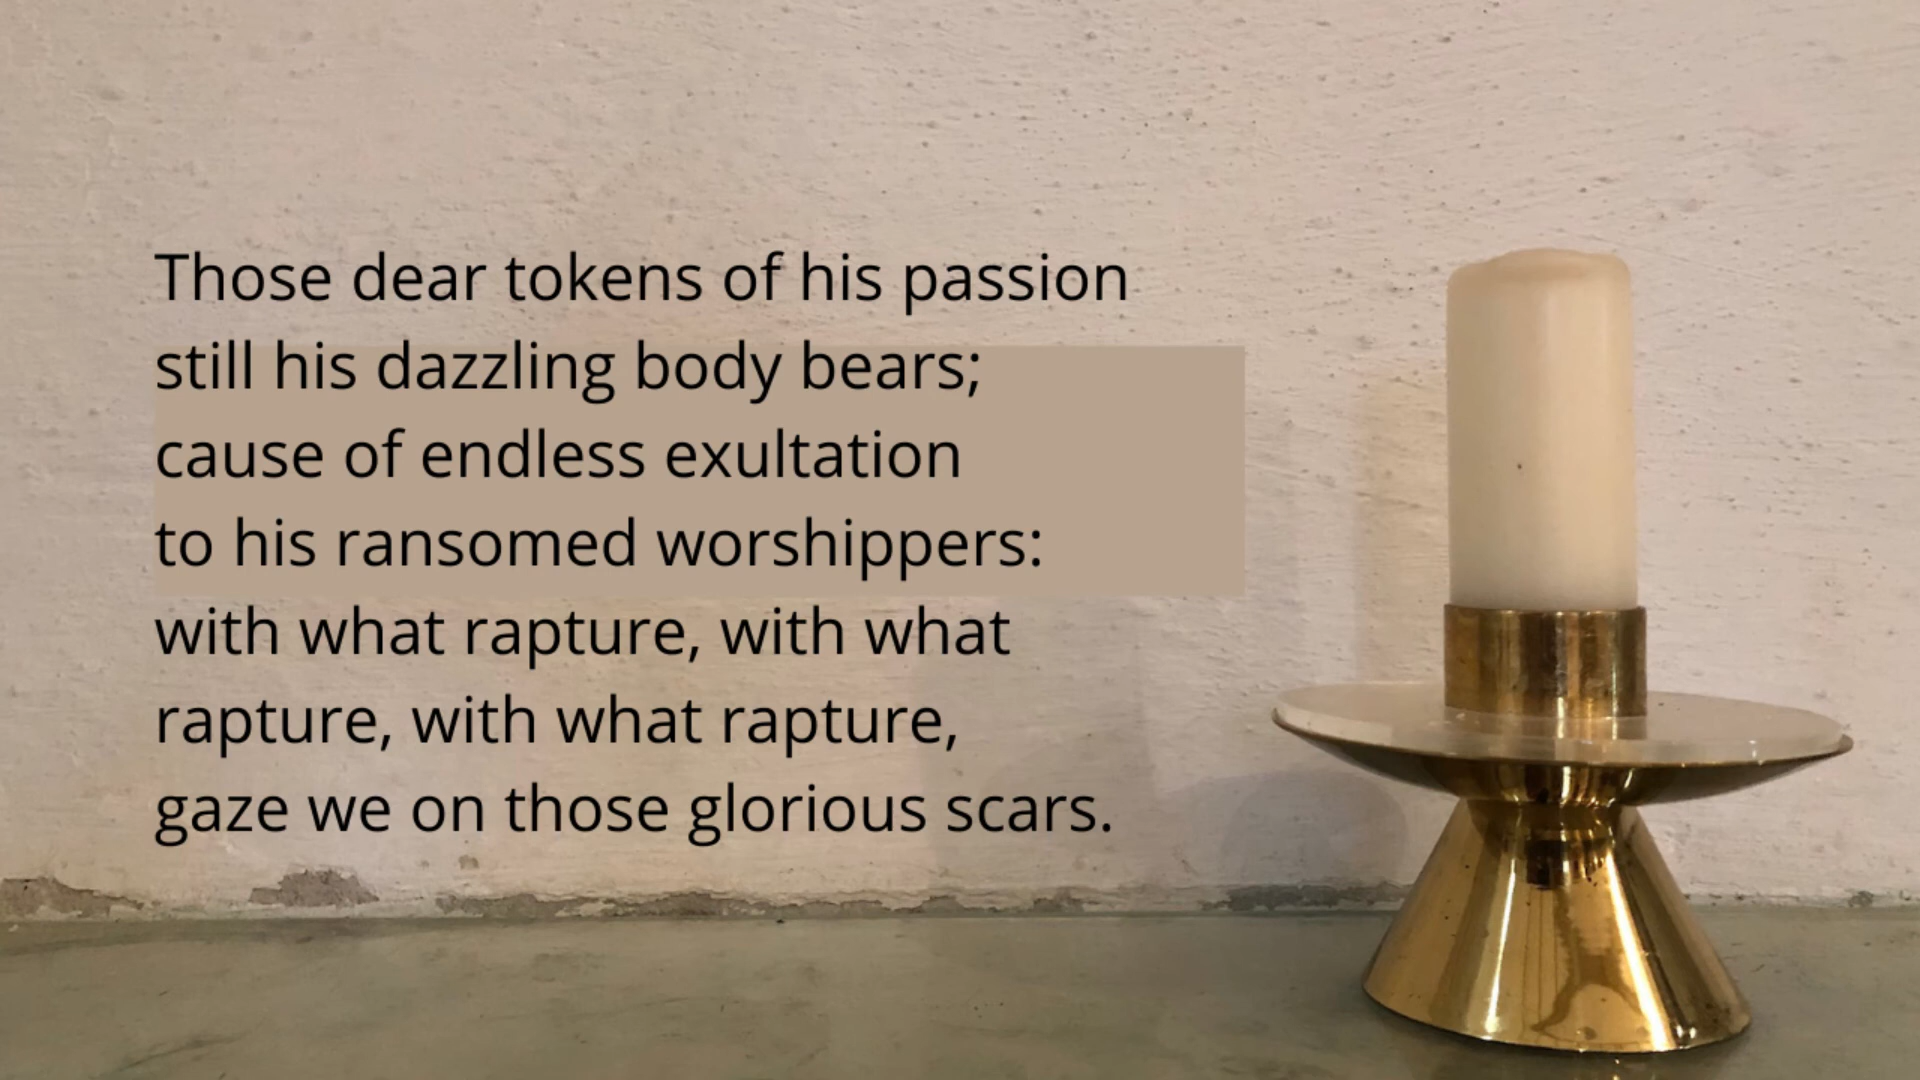 Those dear tokens of his passion
still his dazzling body bears;
cause of endless exultation
to his ransomed worshippers:
with what rapture, with what
rapture, with what rapture,
gaze we on those glorious scars.